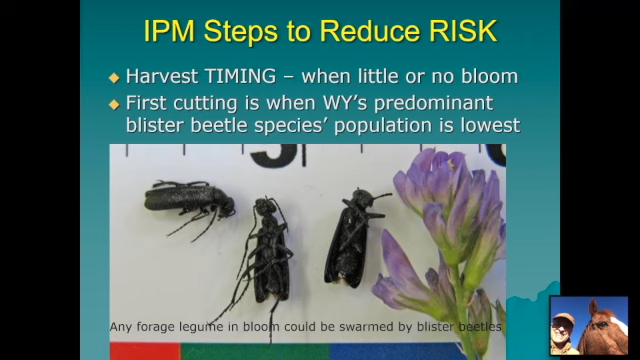 IPM Steps to Reduce RISK
Harvest TIMING – when little or no bloom
First cutting is when WY's predominant
blister beetle species' population is lowest
Any forage legume in bloom could be swarmed by blister beetles